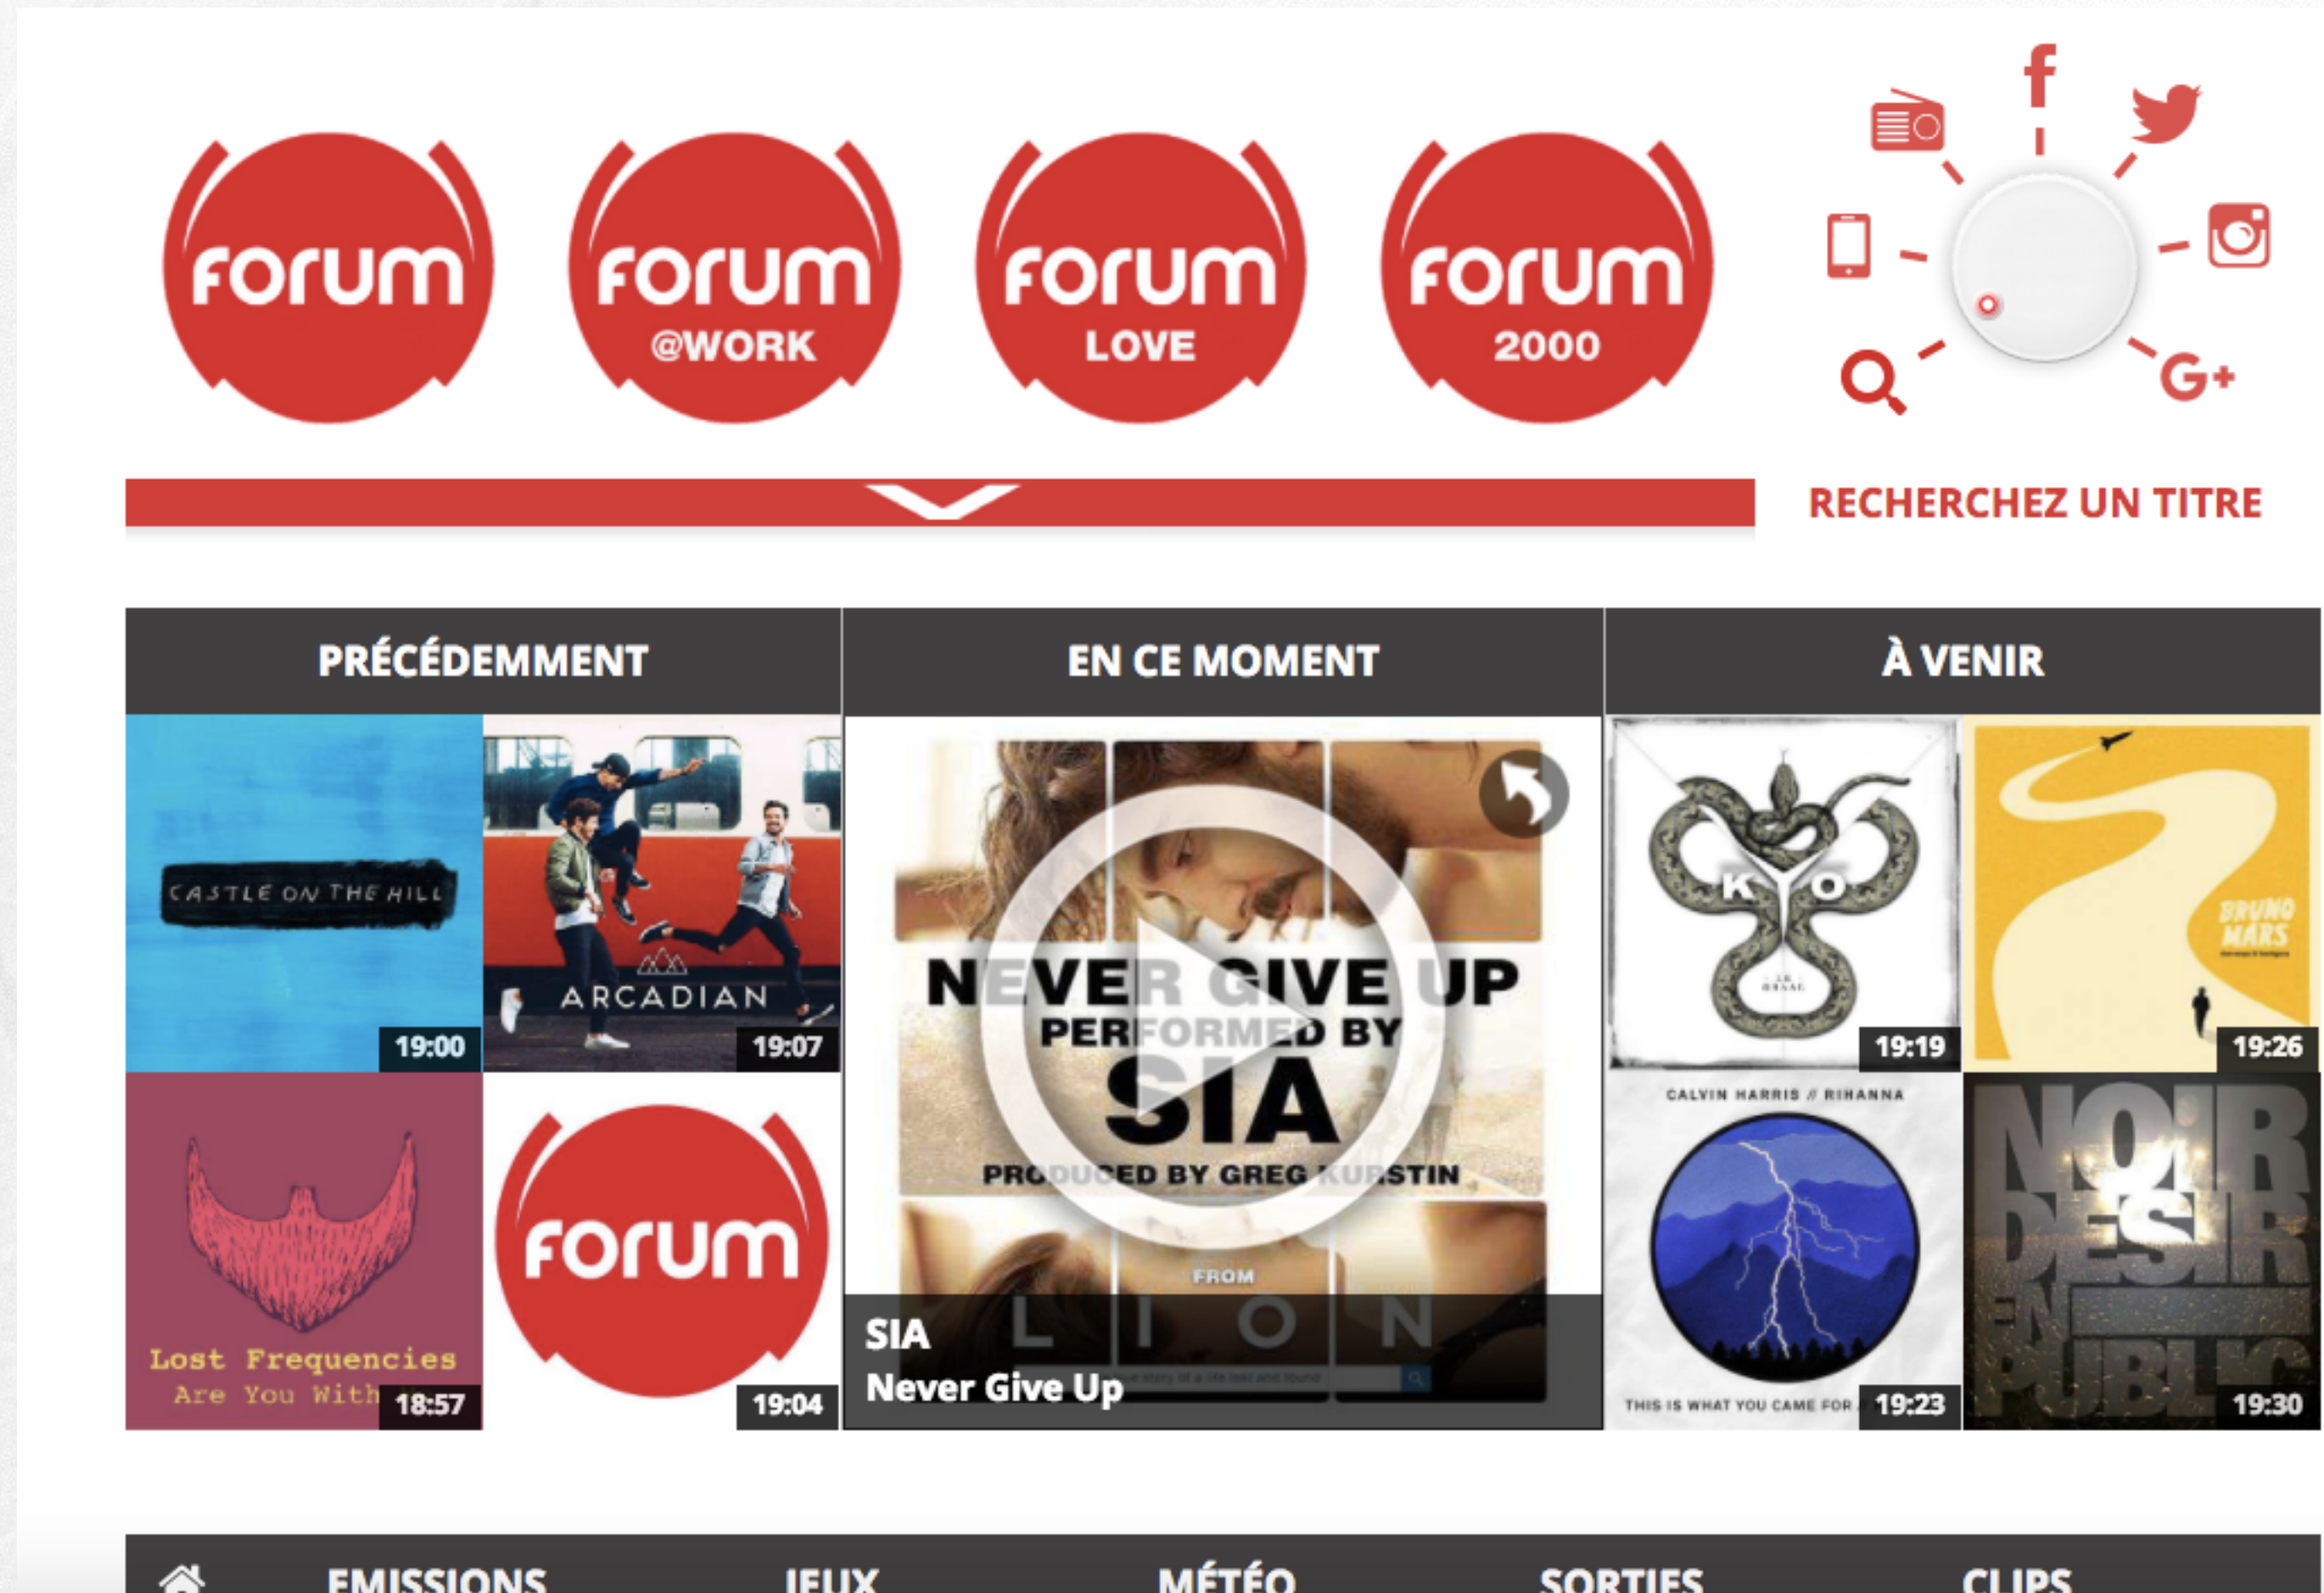 forum
forum
@WORK
forum
LOVE
forum
2000
f
G+
RECHERCHEZ UN TITRE
PRÉCÉDEMMENT
EN CE MOMENT
À VENIR
CASTLE ON THE HILL
19:00
ARCADIAN
19:07
Lost Frequencies
Are You With
18:57
forum
19:04
NEVER GIVE UP
PERFORMED BY
SIA
PRODUCED BY GREG KURSTIN
FROM
LION
SIA
Never Give Up
KYO
19:19
BRUNO
MARS
19:26
CALVIN HARRIS // RIHANNA
THIS IS WHAT YOU CAME FOR
19:23
NOIR
DESIR
EN
PUBLIC
19:30
EMISSIONS
JEUX
MÉTÉO
SORTIES
CLIPS